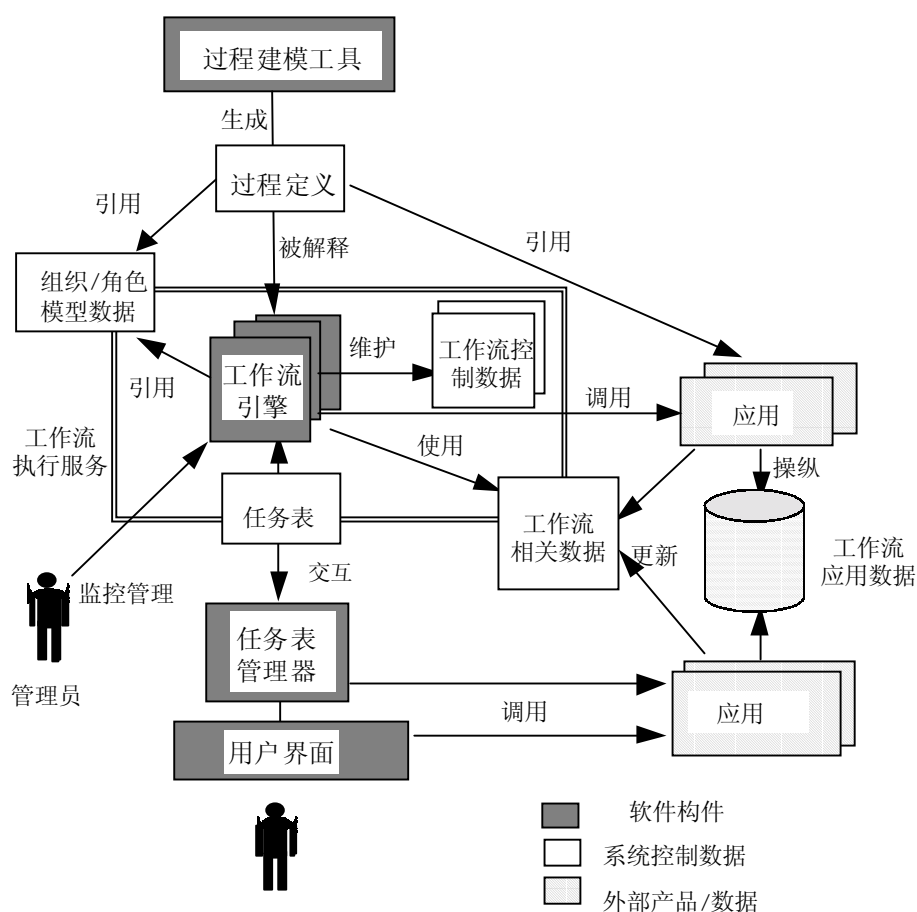 过程建模工具
生成
过程定义
引用
引用
被解释
组织/角色
模型数据
维护
工作流控
制数据
工作流
引擎
引用
调用
应用
工作流
执行服务
使用
操纵
任务表
工作流
相关数据
更新
工作流
应用数据
交互
监控管理
任务表
管理器
管理员
调用
应用
用户界面
软件构件
系统控制数据
外部产品/数据